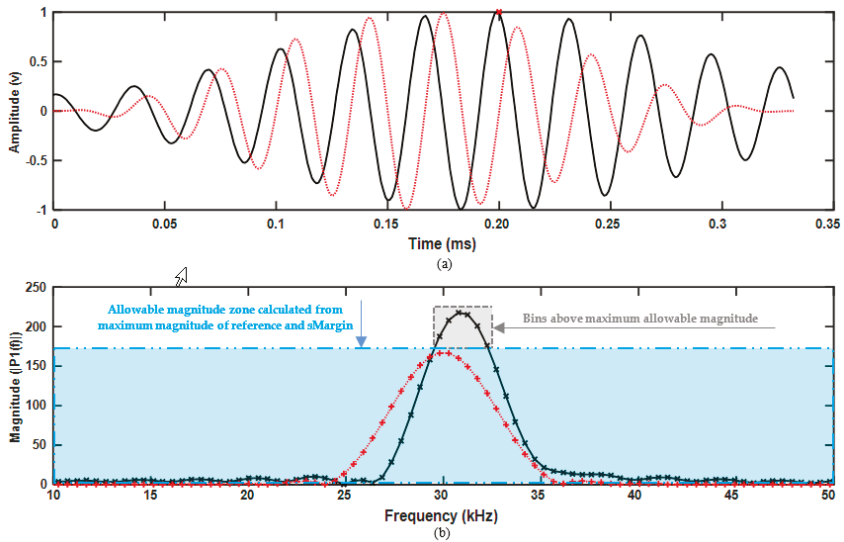 1
0.5
0
-0.5
-1
Amplitude (v)
0 0.05 0.1 0.15 0.20 0.25 0.3 0.35
Time (ms)
(a)
250
200
150
100
50
0
Magnitude (|P1(f)|)
Allowable magnitude zone calculated from
maximum magnitude of reference and sMargin
Bins above maximum allowable magnitude
10 15 20 25 30 35 40 45 50
Frequency (kHz)
(b)